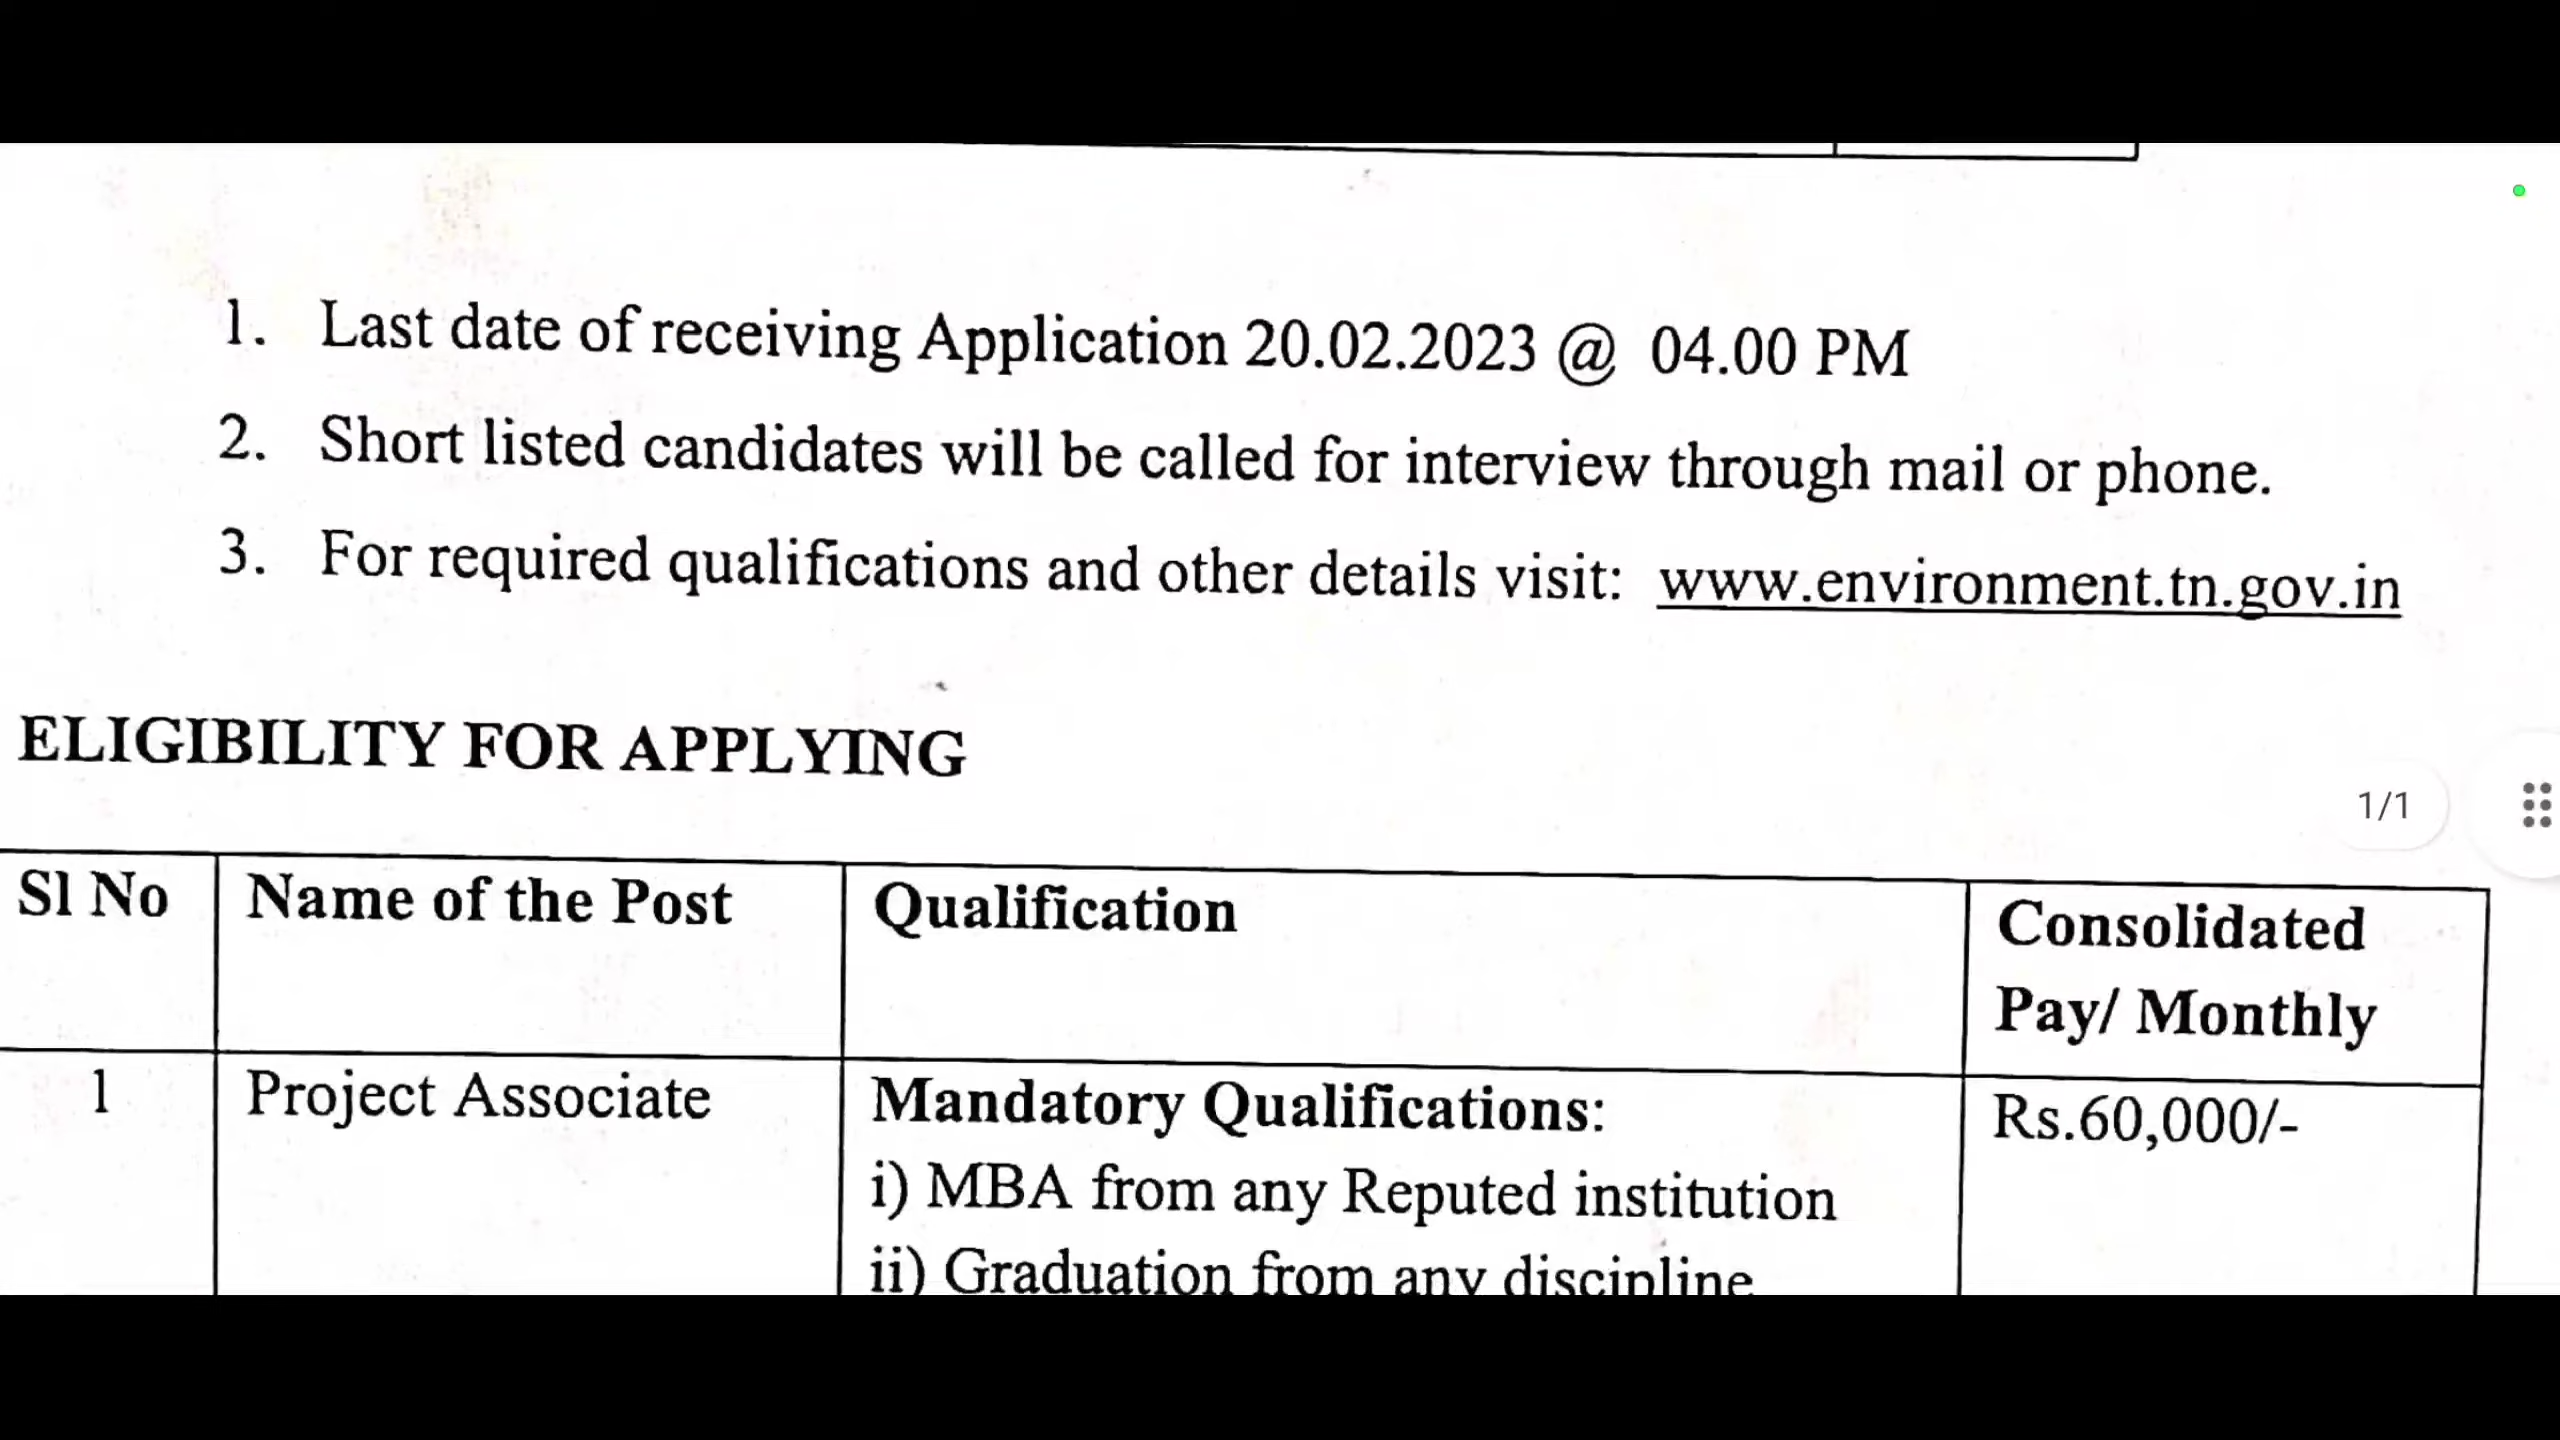 1. Last date of receiving Application 20.02.2023 @ 04.00 PM
2. Short listed candidates will be called for interview through mail or phone.
3. For required qualifications and other details visit: www.environment.tn.gov.in
ELIGIBILITY FOR APPLYING
1/1
Sl No Name of the Post Qualification Consolidated
Pay/ Monthly
1 Project Associate Mandatory Qualifications: Rs.60,000/-
i) MBA from any Reputed institution
ii) Graduation from any discipline